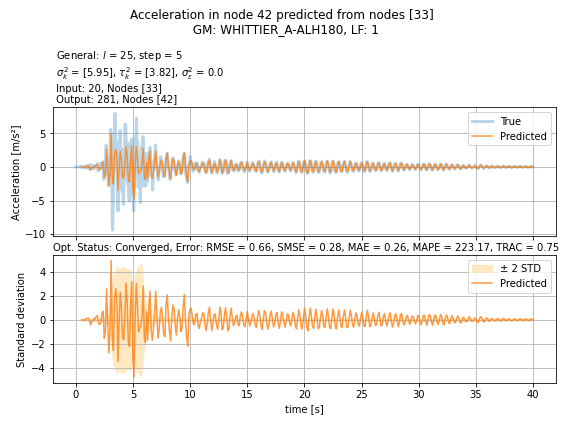 Acceleration in node 42 predicted from nodes [33]
GM: WHITTIER_A-ALH180, LF: 1
General: l = 25, step = 5
σ²ₖ = [5.95], τ²ₖ = [3.82], σ²ε = 0.0
Input: 20, Nodes [33]
Output: 281, Nodes [42]
True
Predicted
Acceleration [m/s²]
5
0
−5
−10
Opt. Status: Converged, Error: RMSE = 0.66, SMSE = 0.28, MAE = 0.26, MAPE = 223.17, TRAC = 0.75
± 2 STD
Predicted
Standard deviation
4
2
0
−2
−4
0 5 10 15 20 25 30 35 40
time [s]